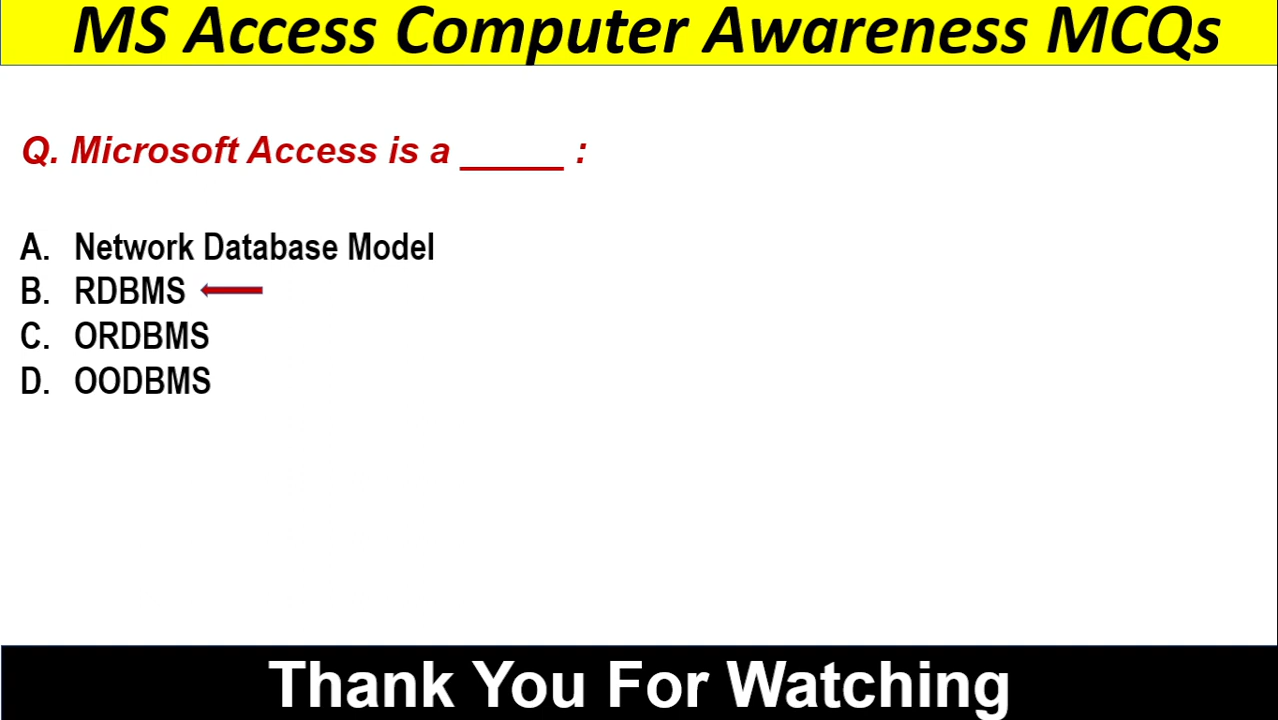 MS Access Computer Awareness MCQs
Q. Microsoft Access is a _____ :
A. Network Database Model
B. RDBMS
C. ORDBMS
D. OODBMS
Thank You For Watching